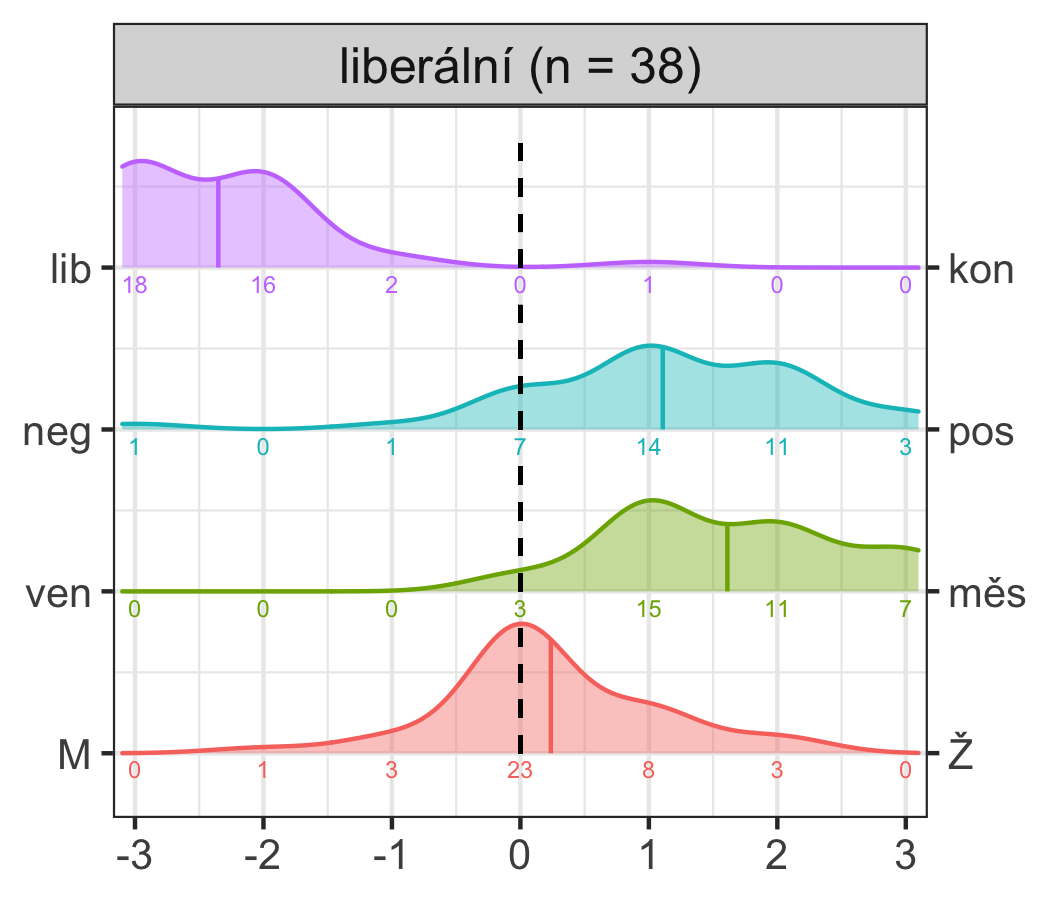 liberální (n = 38)
lib kon
18 16 2 0 1 0 0
neg pos
1 0 1 7 14 11 3
ven měs
0 0 0 3 15 11 7
M Ž
0 1 3 23 8 3 0
-3 -2 -1 0 1 2 3